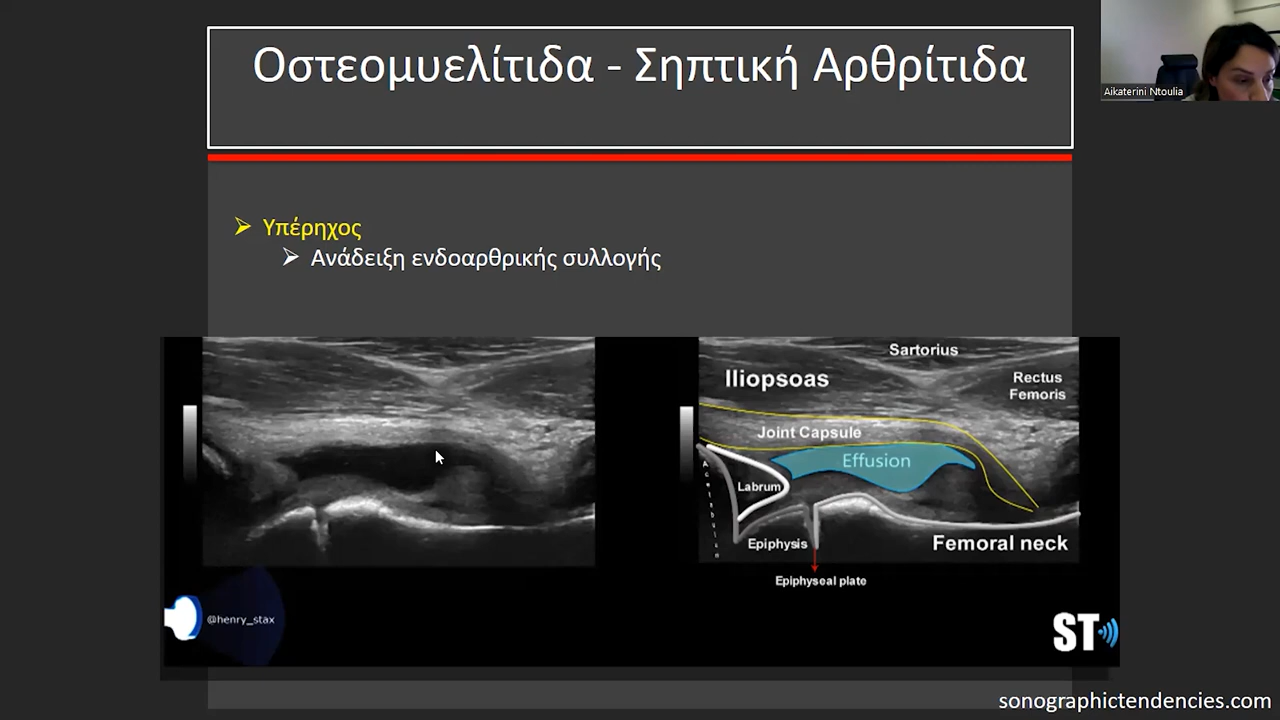 Οστεομυελίτιδα - Σηπτική Αρθρίτιδα
Aikaterini Ntoulia
Υπέρηχος
Ανάδειξη ενδοαρθρικής συλλογής
Sartorius
Iliopsoas
Rectus
Femoris
Joint Capsule
Effusion
Acetabulum
Labrum
Epiphysis
Femoral neck
Epiphyseal plate
@henry_stax
ST
sonographictendencies.com